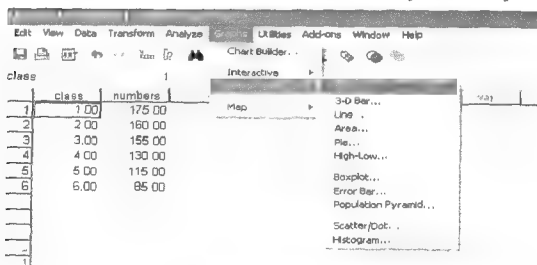 Edit View Data Transform Analyze Graphs Utilities Add-ons Window Help
Chart Builder...
class 1
Interactive
class numbers
Map
3-D Bar...
Line...
Area...
Pie...
High-Low...
Boxplot...
Error Bar...
Population Pyramid...
Scatter/Dot...
Histogram...
1 1.00 175.00
2 2.00 160.00
3 3.00 155.00
4 4.00 130.00
5 5.00 115.00
6 6.00 85.00